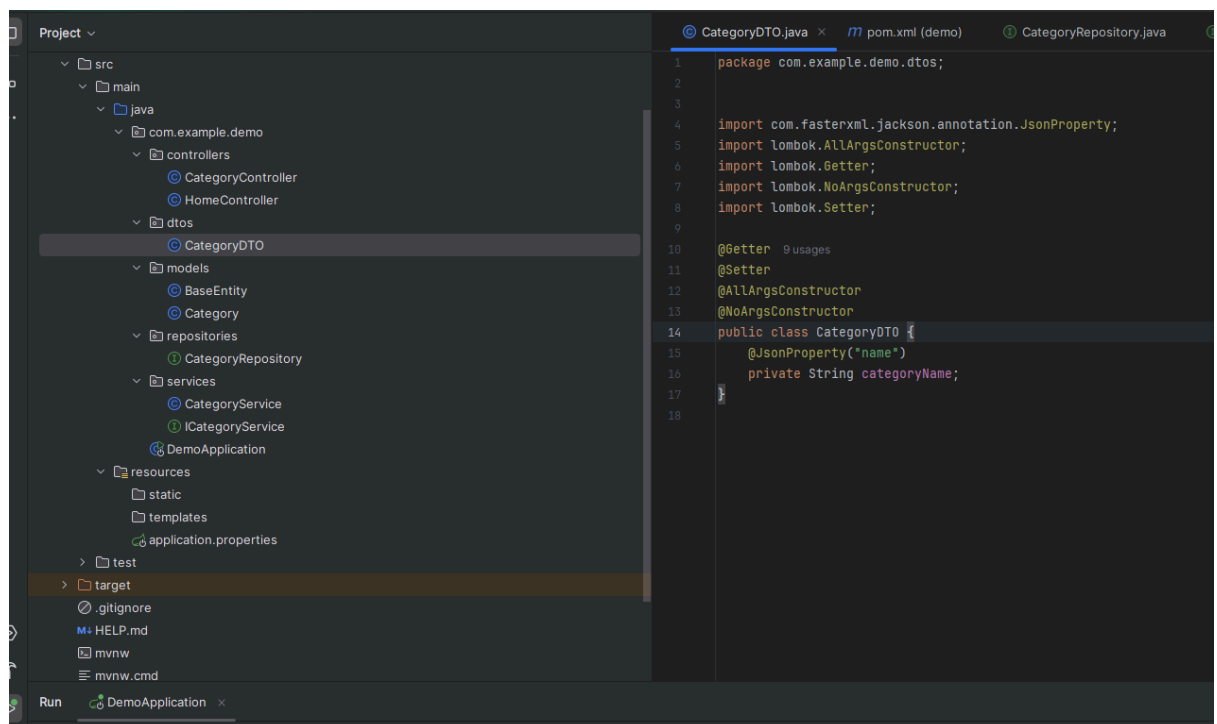 Project
src
main
java
com.example.demo
controllers
CategoryController
HomeController
dtos
CategoryDTO
models
BaseEntity
Category
repositories
CategoryRepository
services
CategoryService
ICategoryService
DemoApplication
resources
static
templates
application.properties
test
target
.gitignore
M↓ HELP.md
mvnw
mvnw.cmd
CategoryDTO.java × m pom.xml (demo) CategoryRepository.java
1 package com.example.demo.dtos;
2
3
4 import com.fasterxml.jackson.annotation.JsonProperty;
5 import lombok.AllArgsConstructor;
6 import lombok.Getter;
7 import lombok.NoArgsConstructor;
8 import lombok.Setter;
9
10 @Getter 9 usages
11 @Setter
12 @AllArgsConstructor
13 @NoArgsConstructor
14 public class CategoryDTO {
15 @JsonProperty("name")
16 private String categoryName;
17 }
18
Run DemoApplication ×